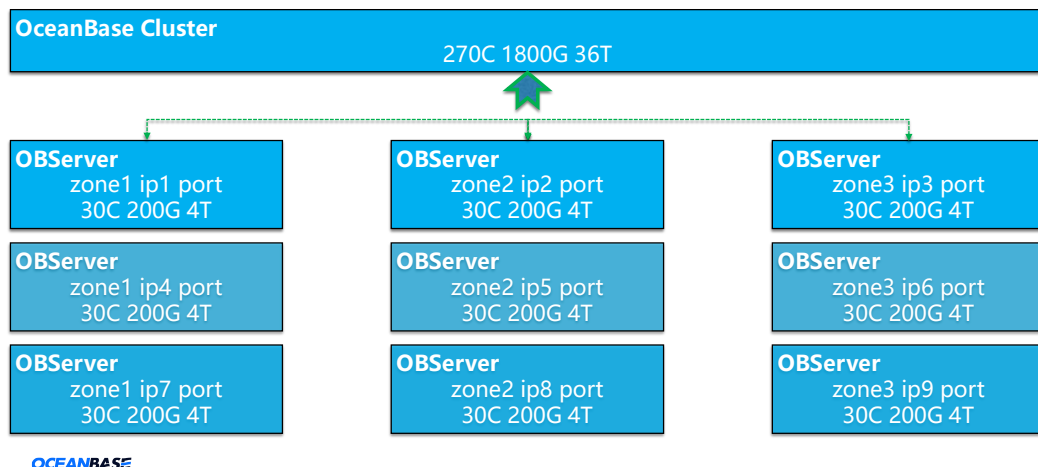 OceanBase Cluster
270C 1800G 36T
OBServer
zone1 ip1 port
30C 200G 4T
OBServer
zone2 ip2 port
30C 200G 4T
OBServer
zone3 ip3 port
30C 200G 4T
OBServer
zone1 ip4 port
30C 200G 4T
OBServer
zone2 ip5 port
30C 200G 4T
OBServer
zone3 ip6 port
30C 200G 4T
OBServer
zone1 ip7 port
30C 200G 4T
OBServer
zone2 ip8 port
30C 200G 4T
OBServer
zone3 ip9 port
30C 200G 4T
OCEANBASE